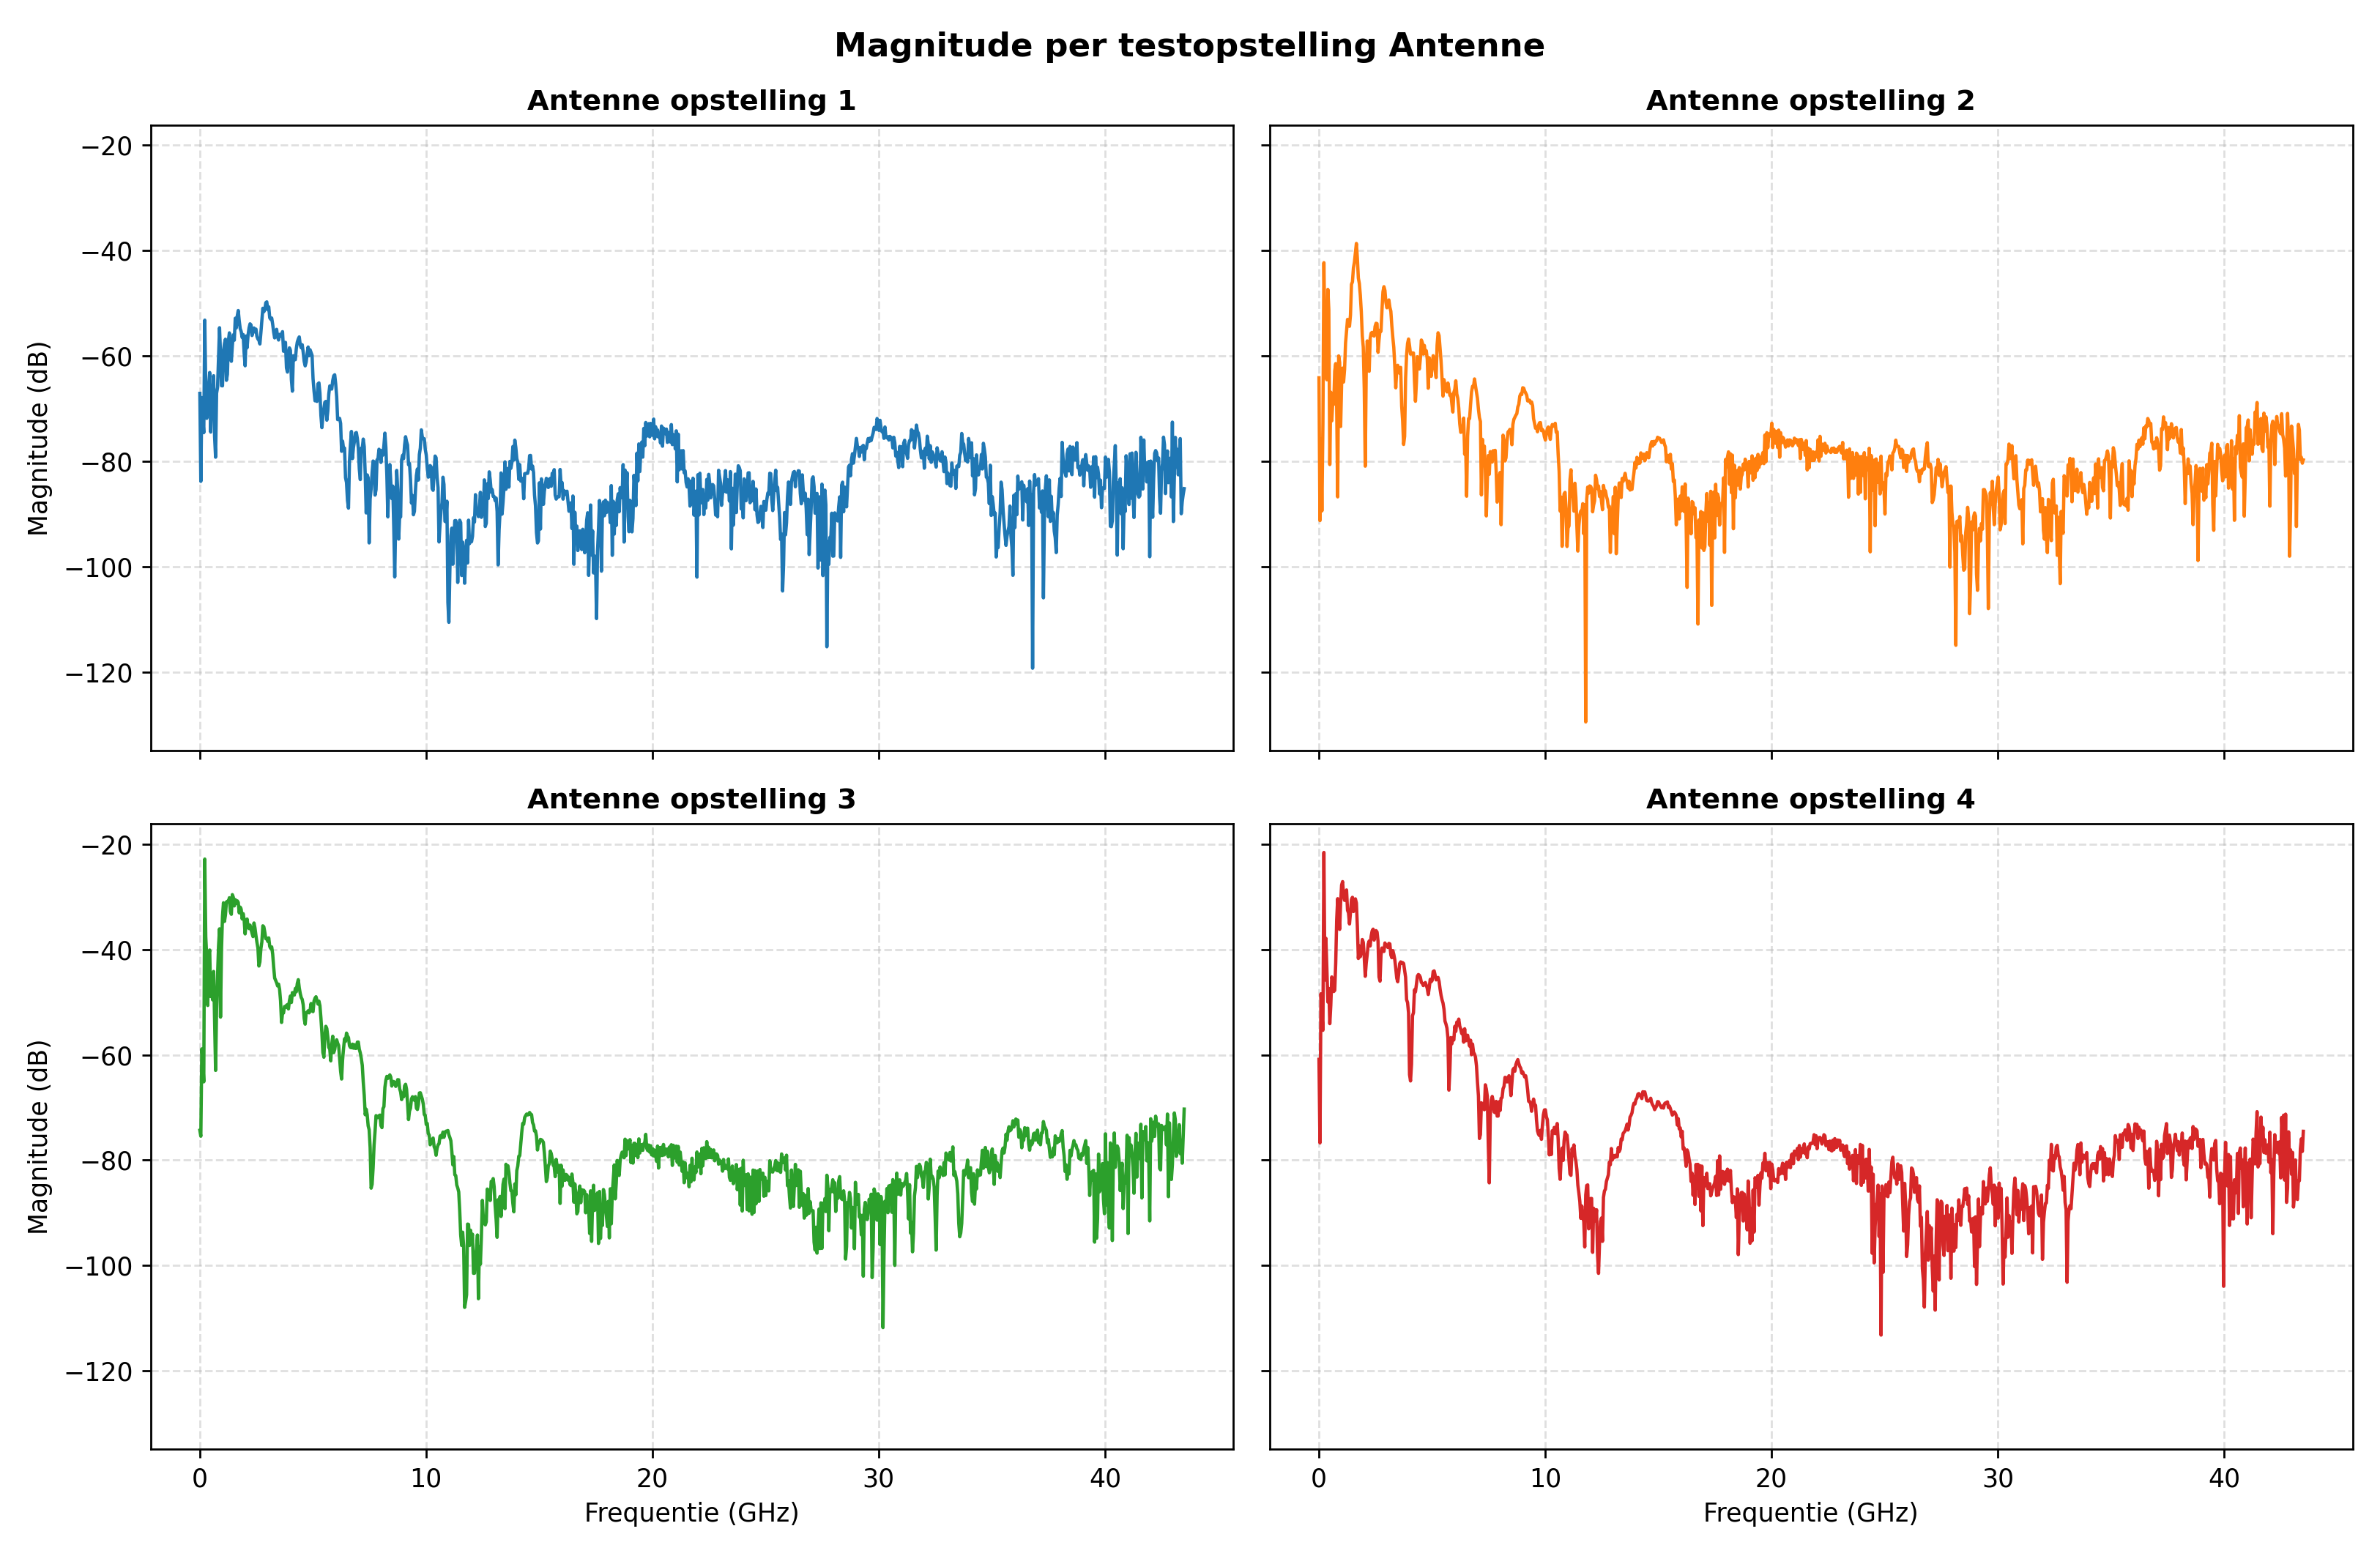 Magnitude per testopstelling Antenne
Antenne opstelling 1
Antenne opstelling 2
−20
−40
−60
−80
−100
−120
Magnitude (dB)
Antenne opstelling 3
Antenne opstelling 4
−20
−40
−60
−80
−100
−120
Magnitude (dB)
0 10 20 30 40
0 10 20 30 40
Frequentie (GHz)
Frequentie (GHz)